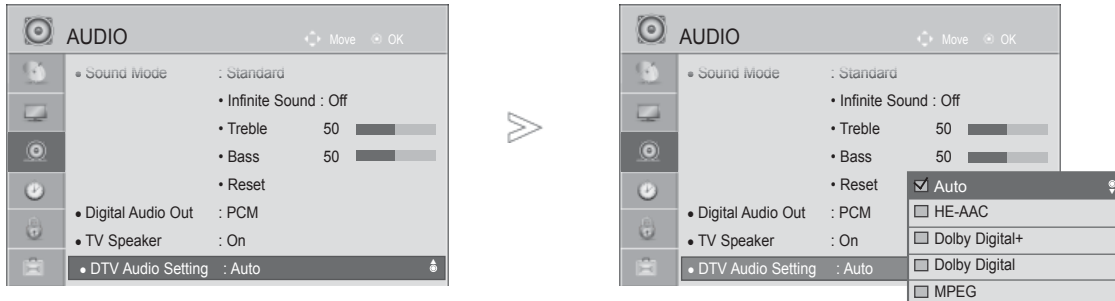 AUDIO
Move OK
• Sound Mode : Standard
• Infinite Sound : Off
• Treble 50
• Bass 50
• Reset
• Digital Audio Out : PCM
• TV Speaker : On
• DTV Audio Setting : Auto
AUDIO
Move OK
• Sound Mode : Standard
• Infinite Sound : Off
• Treble 50
• Bass 50
• Reset
• Digital Audio Out : PCM
• TV Speaker : On
• DTV Audio Setting : Auto
Auto
HE-AAC
Dolby Digital+
Dolby Digital
MPEG